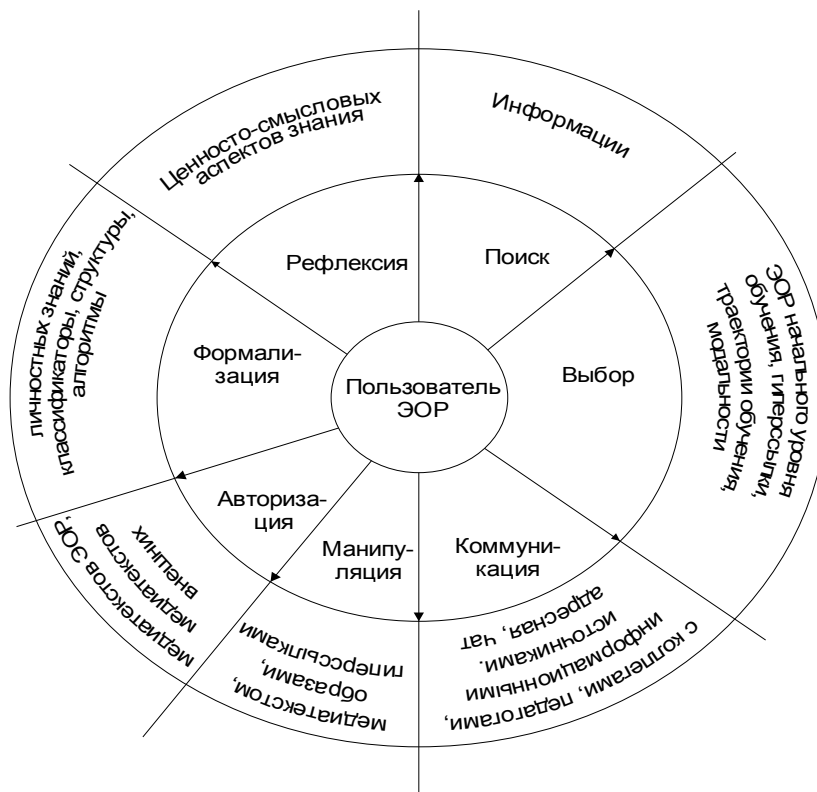 Ценносто-смысловых
аспектов знания
Информации
Рефлексия
Поиск
личностных знаний,
классификаторы, структуры,
алгоритмы
Формали-
зация
Пользователь
ЭОР
Выбор
ЭОР начального уровня
обучения, гиперссылки,
траектории обучения,
модальности
Авторизa-
ция
Манипу-
ляция
Коммуни-
кация
медиатекстов ЭОР,
медиатекстов
внешних
медиатекстом,
образами,
гиперссылками
с коллегами, педагогами,
информационными
источниками.
адресная, чат